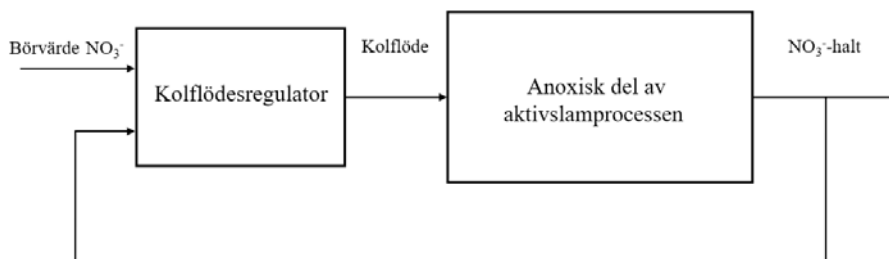 Börvärde NO₃⁻
Kolflödesregulator
Kolflöde
Anoxisk del av
aktivslamprocessen
NO₃⁻-halt